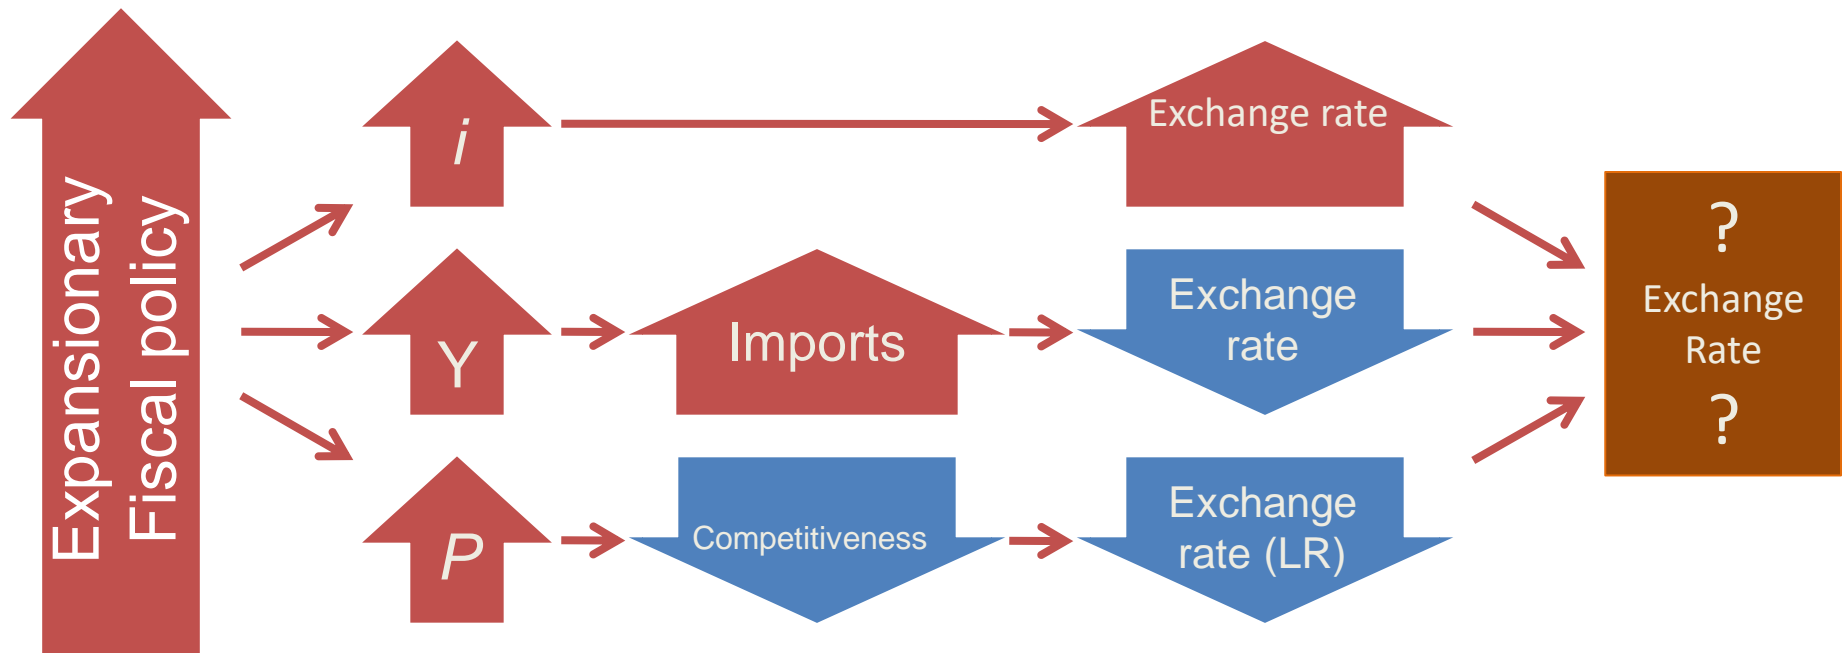 Expansionary
Fiscal policy
i
Exchange rate
Y
Imports
Exchange
rate
P
Competitiveness
Exchange
rate (LR)
?
Exchange
Rate
?